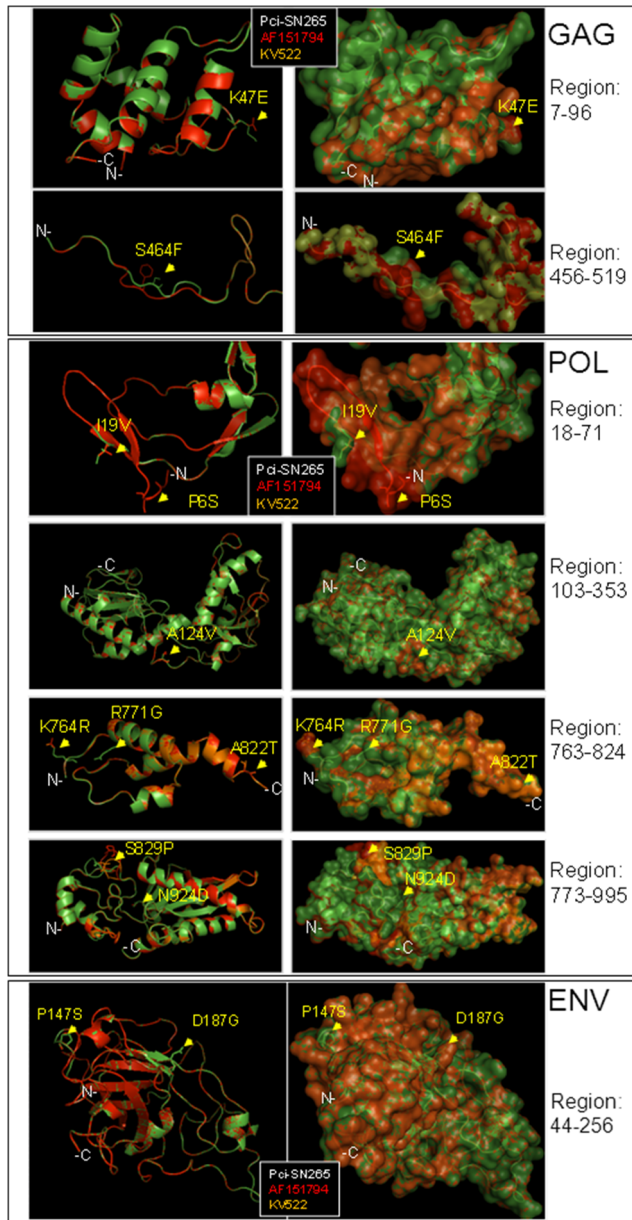 Pci-SN265
AF151794
KV522
GAG
Region:
7-96
K47E
K47E
-C
N-
-C
N-
N-
S464F
N-
S464F
Region:
456-519
POL
Region:
18-71
I19V
-N
P6S
I19V
-N
P6S
Pci-SN265
AF151794
KV522
-C
N-
A124V
-C
N-
A124V
Region:
103-353
K764R
R771G
A822T
N-
-C
K764R
R771G
A822T
N-
-C
Region:
763-824
S829P
N924D
N-
-C
S829P
N924D
N-
-C
Region:
773-995
ENV
P147S
D187G
N-
-C
P147S
D187G
N-
-C
Region:
44-256
Pci-SN265
AF151794
KV522